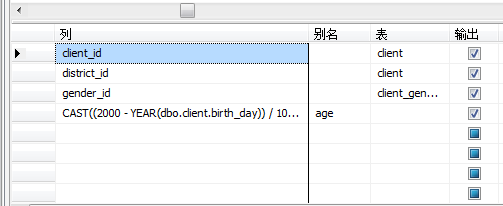 列 别名 表 输出
client_id client
district_id client
gender_id client_gen...
CAST((2000 - YEAR(dbo.client.birth_day)) / 10... age